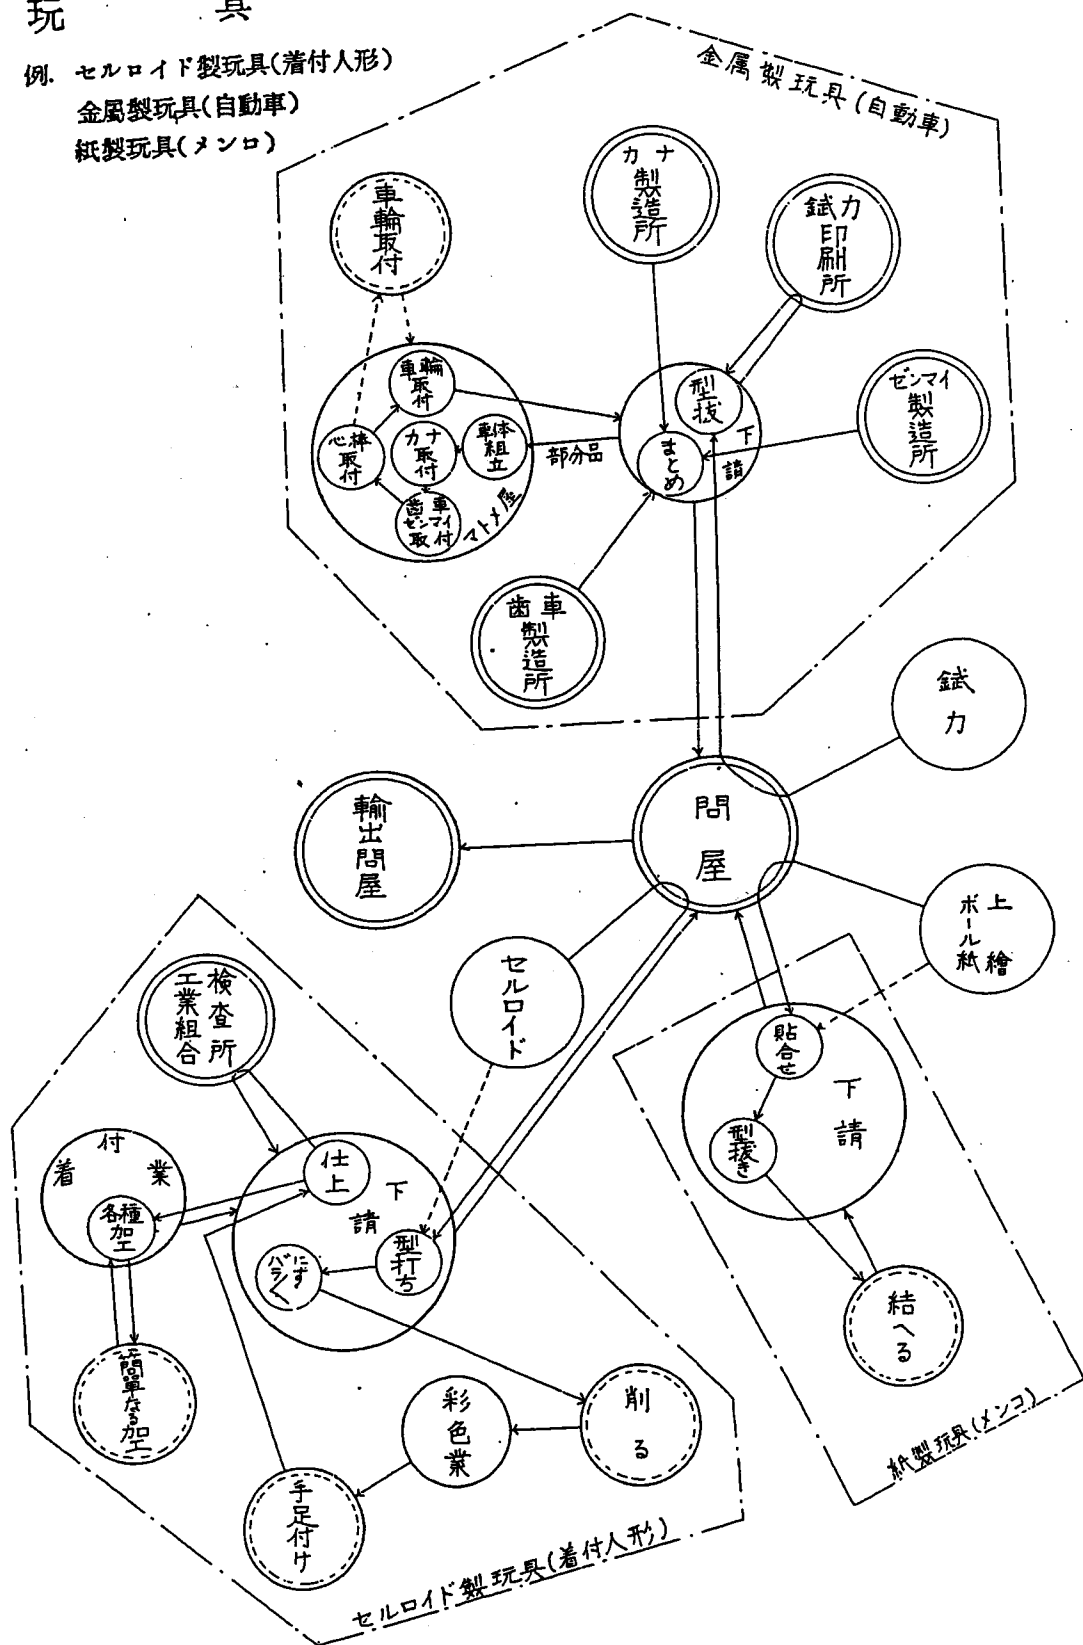 玩具
例. セルロイド製玩具(着付人形)
金属製玩具(自動車)
紙製玩具(メンコ)
金属製玩具(自動車)
車輪取付
カナ製造所
錻力印刷所
ゼンマイ製造所
車輪取付
心棒取付
カナ取付
車体組立
歯車ゼンマイ取付
マトメ屋
部分品
型抜
まとめ
下請
歯車製造所
錻力
問屋
輸出問屋
上繪
ボール紙
セルロイド
検査所
工業組合
貼合せ
下請
型抜き
結へる
紙製玩具(メンコ)
着付業
各種加工
簡單なる加工
仕上
下請
型打ち
バラ〱にす
削る
彩色業
手足付け
セルロイド製玩具(着付人形)